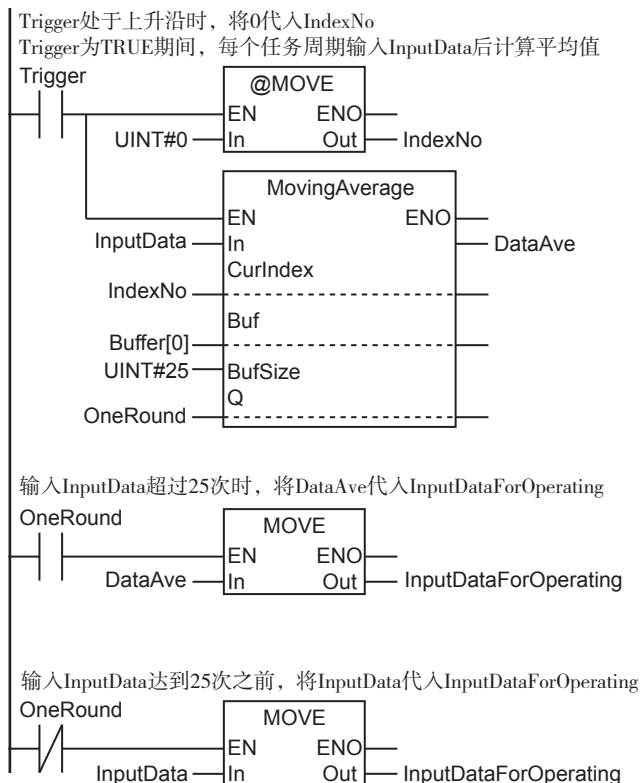 Trigger处于上升沿时，将0代入IndexNo
Trigger为TRUE期间，每个任务周期输入InputData后计算平均值
Trigger
@MOVE
EN ENO
UINT#0 In Out IndexNo
MovingAverage
EN ENO
InputData In DataAve
CurIndex
IndexNo
Buf
Buffer[0]
UINT#25 BufSize
Q
OneRound
输入InputData超过25次时，将DataAve代入InputDataForOperating
OneRound
MOVE
EN ENO
DataAve In Out InputDataForOperating
输入InputData达到25次之前，将InputData代入InputDataForOperating
OneRound
MOVE
EN ENO
InputData In Out InputDataForOperating